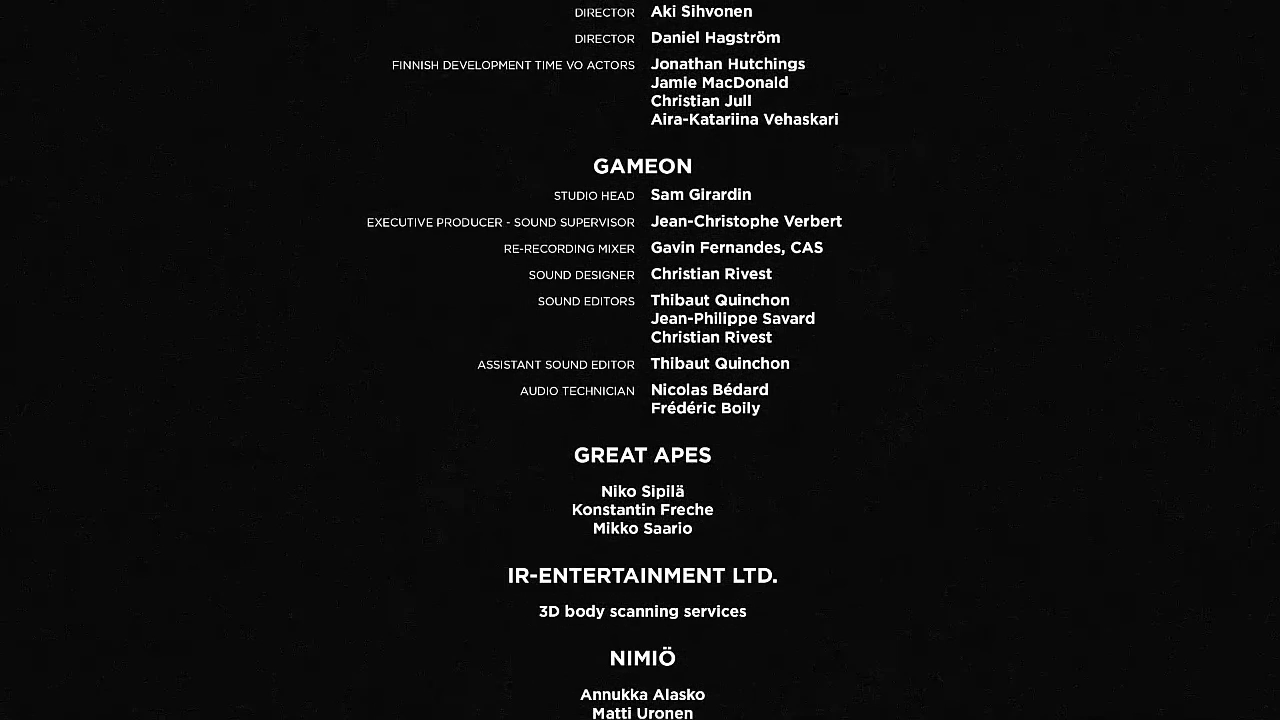 DIRECTOR Aki Sihvonen
DIRECTOR Daniel Hagström
FINNISH DEVELOPMENT TIME VO ACTORS Jonathan Hutchings
Jamie MacDonald
Christian Jull
Aira-Katariina Vehaskari
GAMEON
STUDIO HEAD Sam Girardin
EXECUTIVE PRODUCER - SOUND SUPERVISOR Jean-Christophe Verbert
RE-RECORDING MIXER Gavin Fernandes, CAS
SOUND DESIGNER Christian Rivest
SOUND EDITORS Thibaut Quinchon
Jean-Philippe Savard
Christian Rivest
ASSISTANT SOUND EDITOR Thibaut Quinchon
AUDIO TECHNICIAN Nicolas Bédard
Frédéric Boily
GREAT APES
Niko Sipilä
Konstantin Freche
Mikko Saario
IR-ENTERTAINMENT LTD.
3D body scanning services
NIMIÖ
Annukka Alasko
Matti Uronen